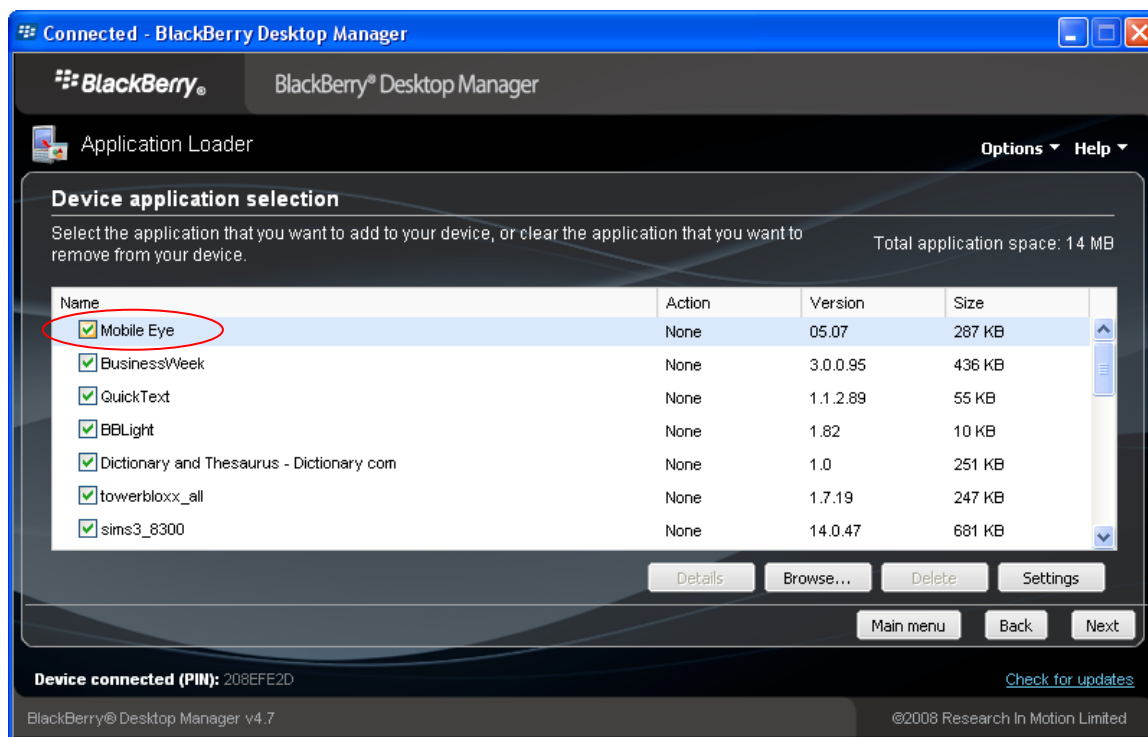 Connected - BlackBerry Desktop Manager
BlackBerry® BlackBerry® Desktop Manager
Application Loader Options Help
Device application selection
Select the application that you want to add to your device, or clear the application that you want to
remove from your device.
Total application space: 14 MB
Name Action Version Size
Mobile Eye None 05.07 287 KB
BusinessWeek None 3.0.0.95 436 KB
QuickText None 1.1.2.89 55 KB
BBLight None 1.82 10 KB
Dictionary and Thesaurus - Dictionary com None 1.0 251 KB
towerbloxx_all None 1.7.19 247 KB
sims3_8300 None 14.0.47 681 KB
Details Browse... Delete Settings
Main menu Back Next
Device connected (PIN): 208EFE2D Check for updates
BlackBerry® Desktop Manager v4.7 ©2008 Research In Motion Limited